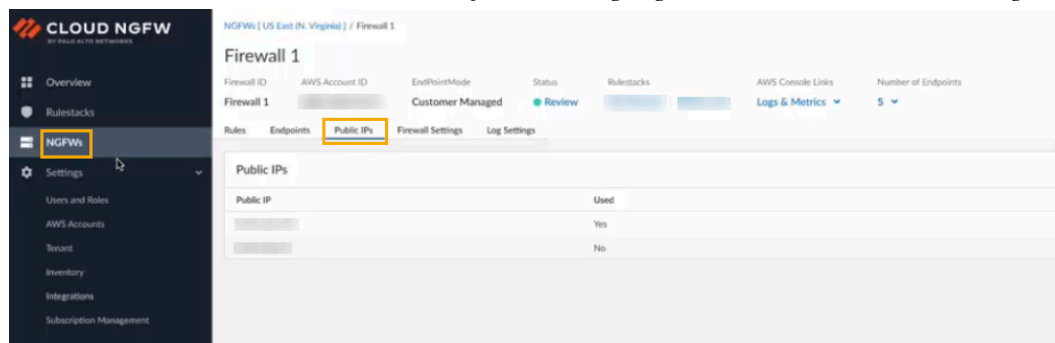 CLOUD NGFW
BY PALO ALTO NETWORKS
Overview
Rulestacks
NGFWs
Settings
Users and Roles
AWS Accounts
Tenant
Inventory
Integrations
Subscription Management
NGFWs [ US East (N. Virginia) ] / Firewall 1
Firewall 1
Firewall ID AWS Account ID EndPointMode Status Rulestacks AWS Console Links Number of Endpoints
Firewall 1 Customer Managed Review Logs & Metrics 5
Rules Endpoints Public IPs Firewall Settings Log Settings
Public IPs
Public IP Used
Yes
No